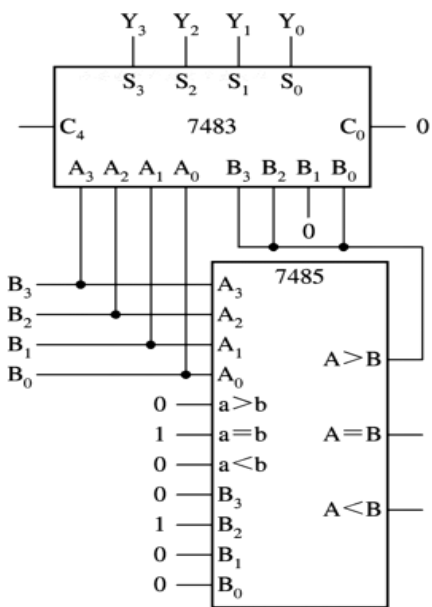 Y₃ Y₂ Y₁ Y₀
S₃ S₂ S₁ S₀
C₄ 7483 C₀ 0
A₃ A₂ A₁ A₀ B₃ B₂ B₁ B₀
0
7485
B₃ A₃
B₂ A₂
B₁ A₁ A>B
B₀ A₀
0 a>b
1 a=b A=B
0 a<b
0 B₃ A<B
1 B₂
0 B₁
0 B₀